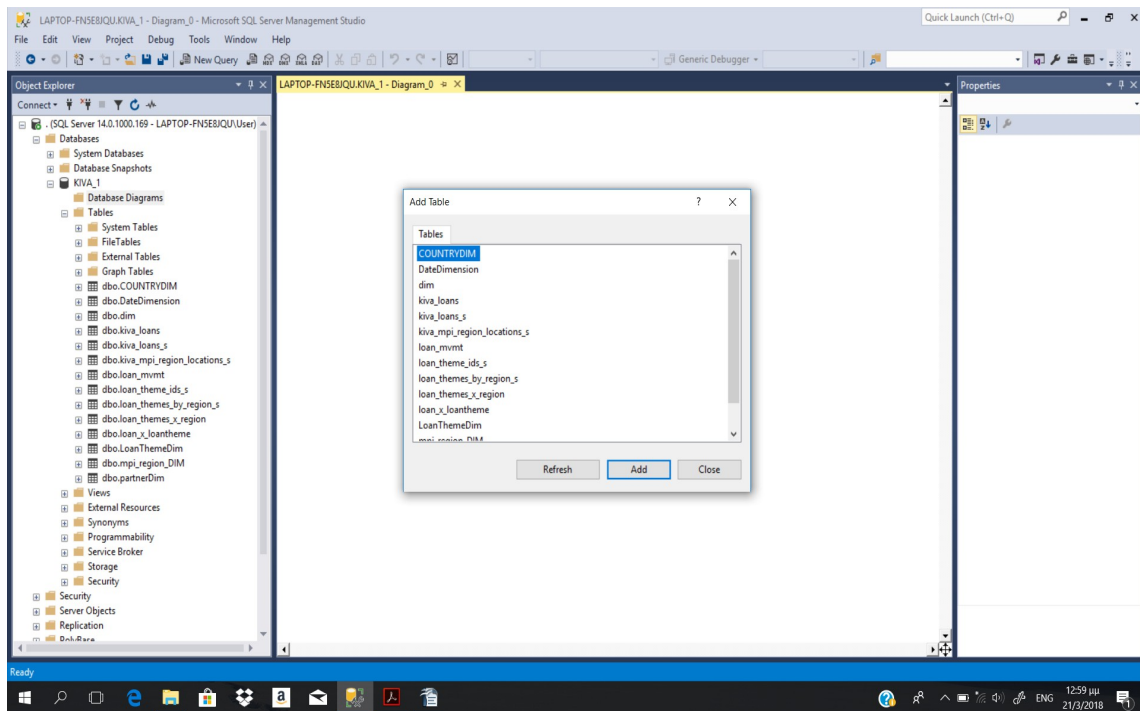 LAPTOP-FN5E8JQU.KIVA_1 - Diagram_0 - Microsoft SQL Server Management Studio
Quick Launch (Ctrl+Q)
File Edit View Project Debug Tools Window Help
New Query
Generic Debugger
Object Explorer
LAPTOP-FN5E8JQU.KIVA_1 - Diagram_0
Properties
Connect
. (SQL Server 14.0.1000.169 - LAPTOP-FN5E8JQU\User)
Databases
System Databases
Database Snapshots
KIVA_1
Database Diagrams
Tables
System Tables
FileTables
External Tables
Graph Tables
dbo.COUNTRYDIM
dbo.DateDimension
dbo.dim
dbo.kiva_loans
dbo.kiva_loans_s
dbo.kiva_mpi_region_locations_s
dbo.loan_mvmt
dbo.loan_theme_ids_s
dbo.loan_themes_by_region_s
dbo.loan_themes_x_region
dbo.loan_x_loantheme
dbo.LoanThemeDim
dbo.mpi_region_DIM
dbo.partnerDim
Views
External Resources
Synonyms
Programmability
Service Broker
Storage
Security
Security
Server Objects
Replication
PolyBase
Add Table ?
Tables
COUNTRYDIM
DateDimension
dim
kiva_loans
kiva_loans_s
kiva_mpi_region_locations_s
loan_mvmt
loan_theme_ids_s
loan_themes_by_region_s
loan_themes_x_region
loan_x_loantheme
LoanThemeDim
mpi_region_DIM
Refresh Add Close
Ready
ENG
12:59 μμ
21/3/2018